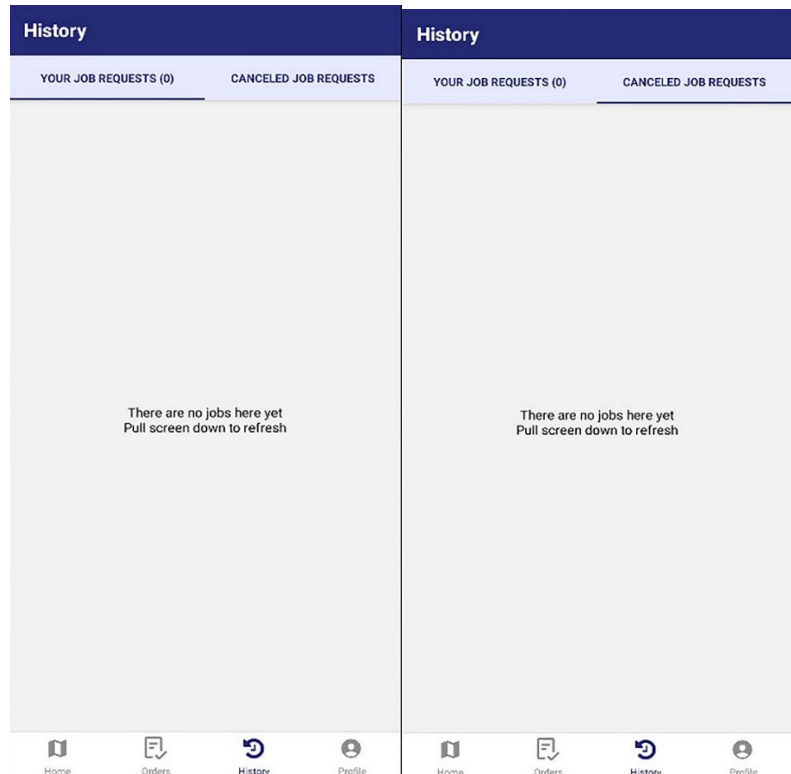 History
YOUR JOB REQUESTS (0) CANCELED JOB REQUESTS
There are no jobs here yet
Pull screen down to refresh
Home Orders History Profile
History
YOUR JOB REQUESTS (0) CANCELED JOB REQUESTS
There are no jobs here yet
Pull screen down to refresh
Home Orders History Profile